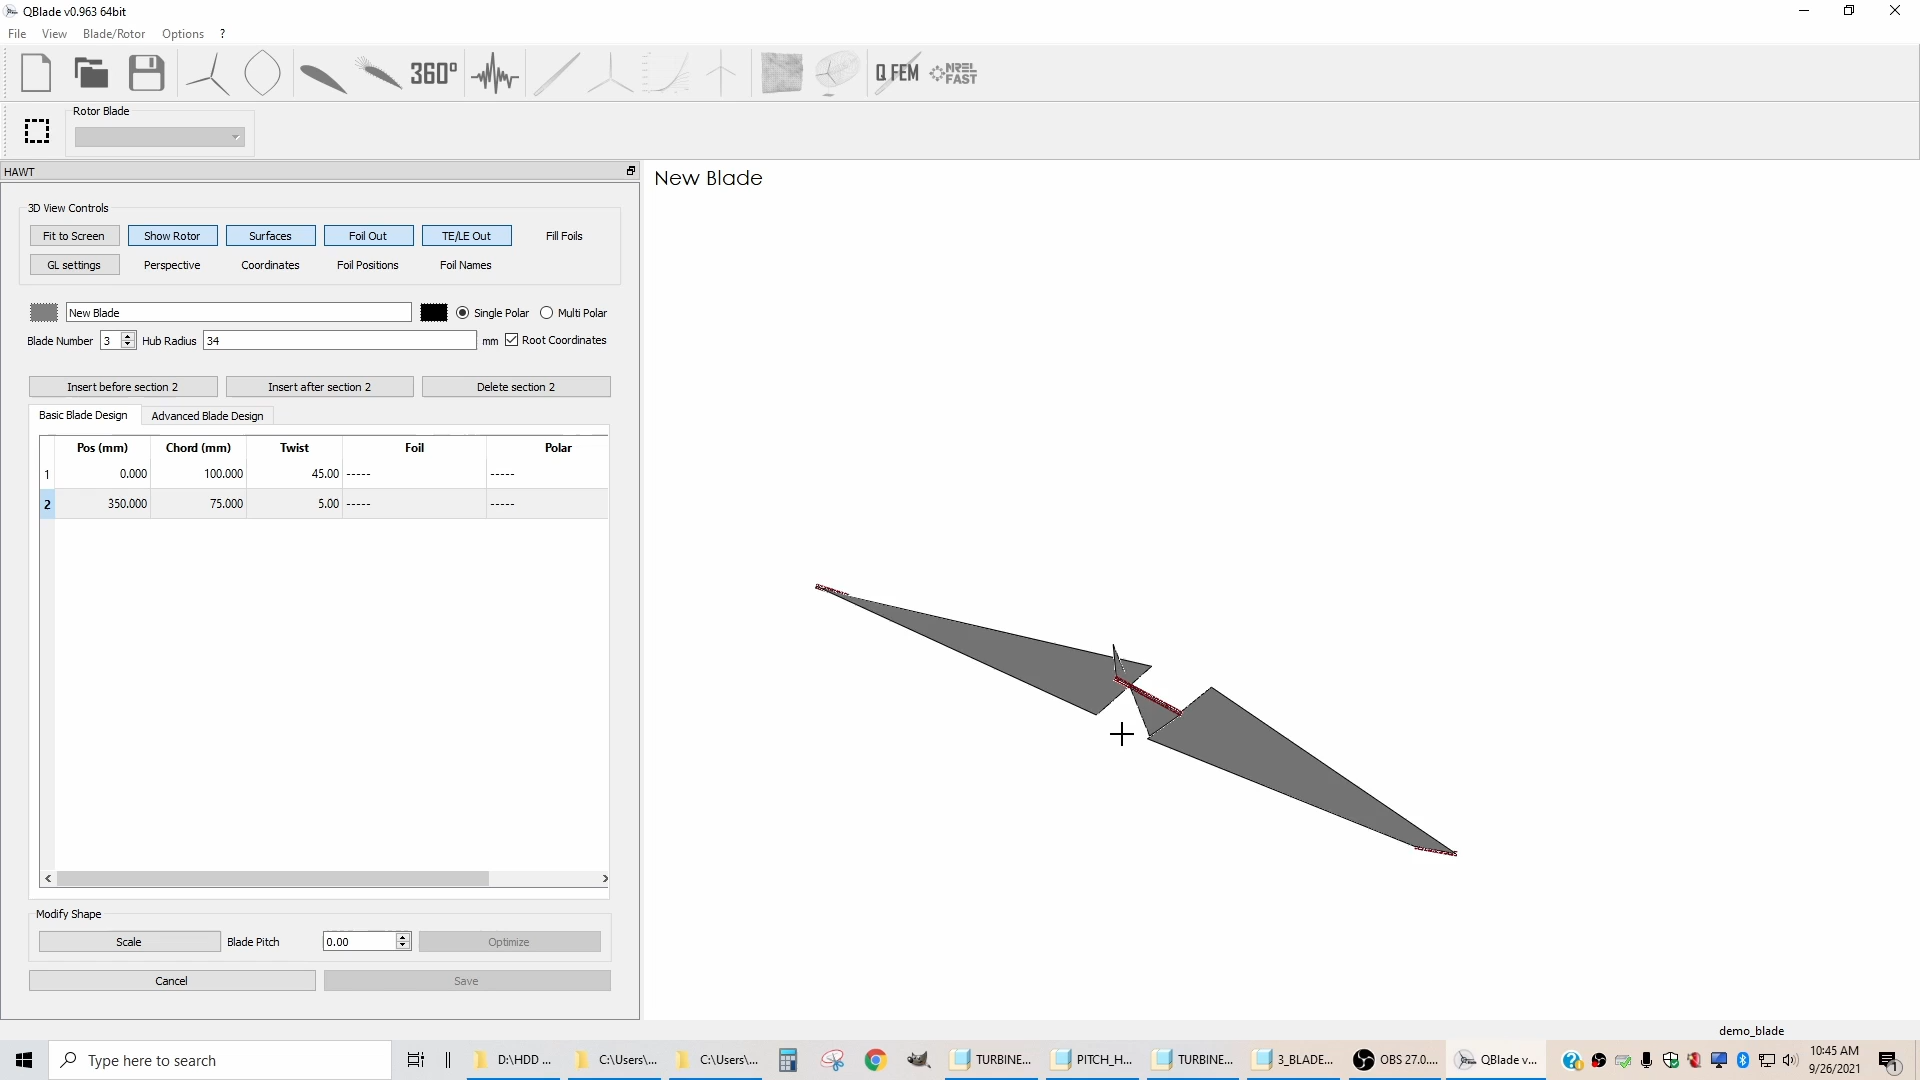 QBlade v0.963 64bit
File View Blade/Rotor Options ?
360° Q FEM NREL FAST
Rotor Blade
HAWT
New Blade
3D View Controls
Fit to Screen Show Rotor Surfaces Foil Out TE/LE Out Fill Foils
GL settings Perspective Coordinates Foil Positions Foil Names
New Blade Single Polar Multi Polar
Blade Number 3 Hub Radius 34 mm Root Coordinates
Insert before section 2 Insert after section 2 Delete section 2
Basic Blade Design Advanced Blade Design
Pos (mm) Chord (mm) Twist Foil Polar
1 0.000 100.000 45.00 ----- -----
2 350.000 75.000 5.00 ----- -----
Modify Shape
Scale Blade Pitch 0.00 Optimize
Cancel Save
demo_blade
Type here to search D:\HDD ... C:\Users\... C:\Users\... TURBINE... PITCH_H... TURBINE... 3_BLADE... OBS 27.0.... QBlade v... 10:45 AM
9/26/2021 1